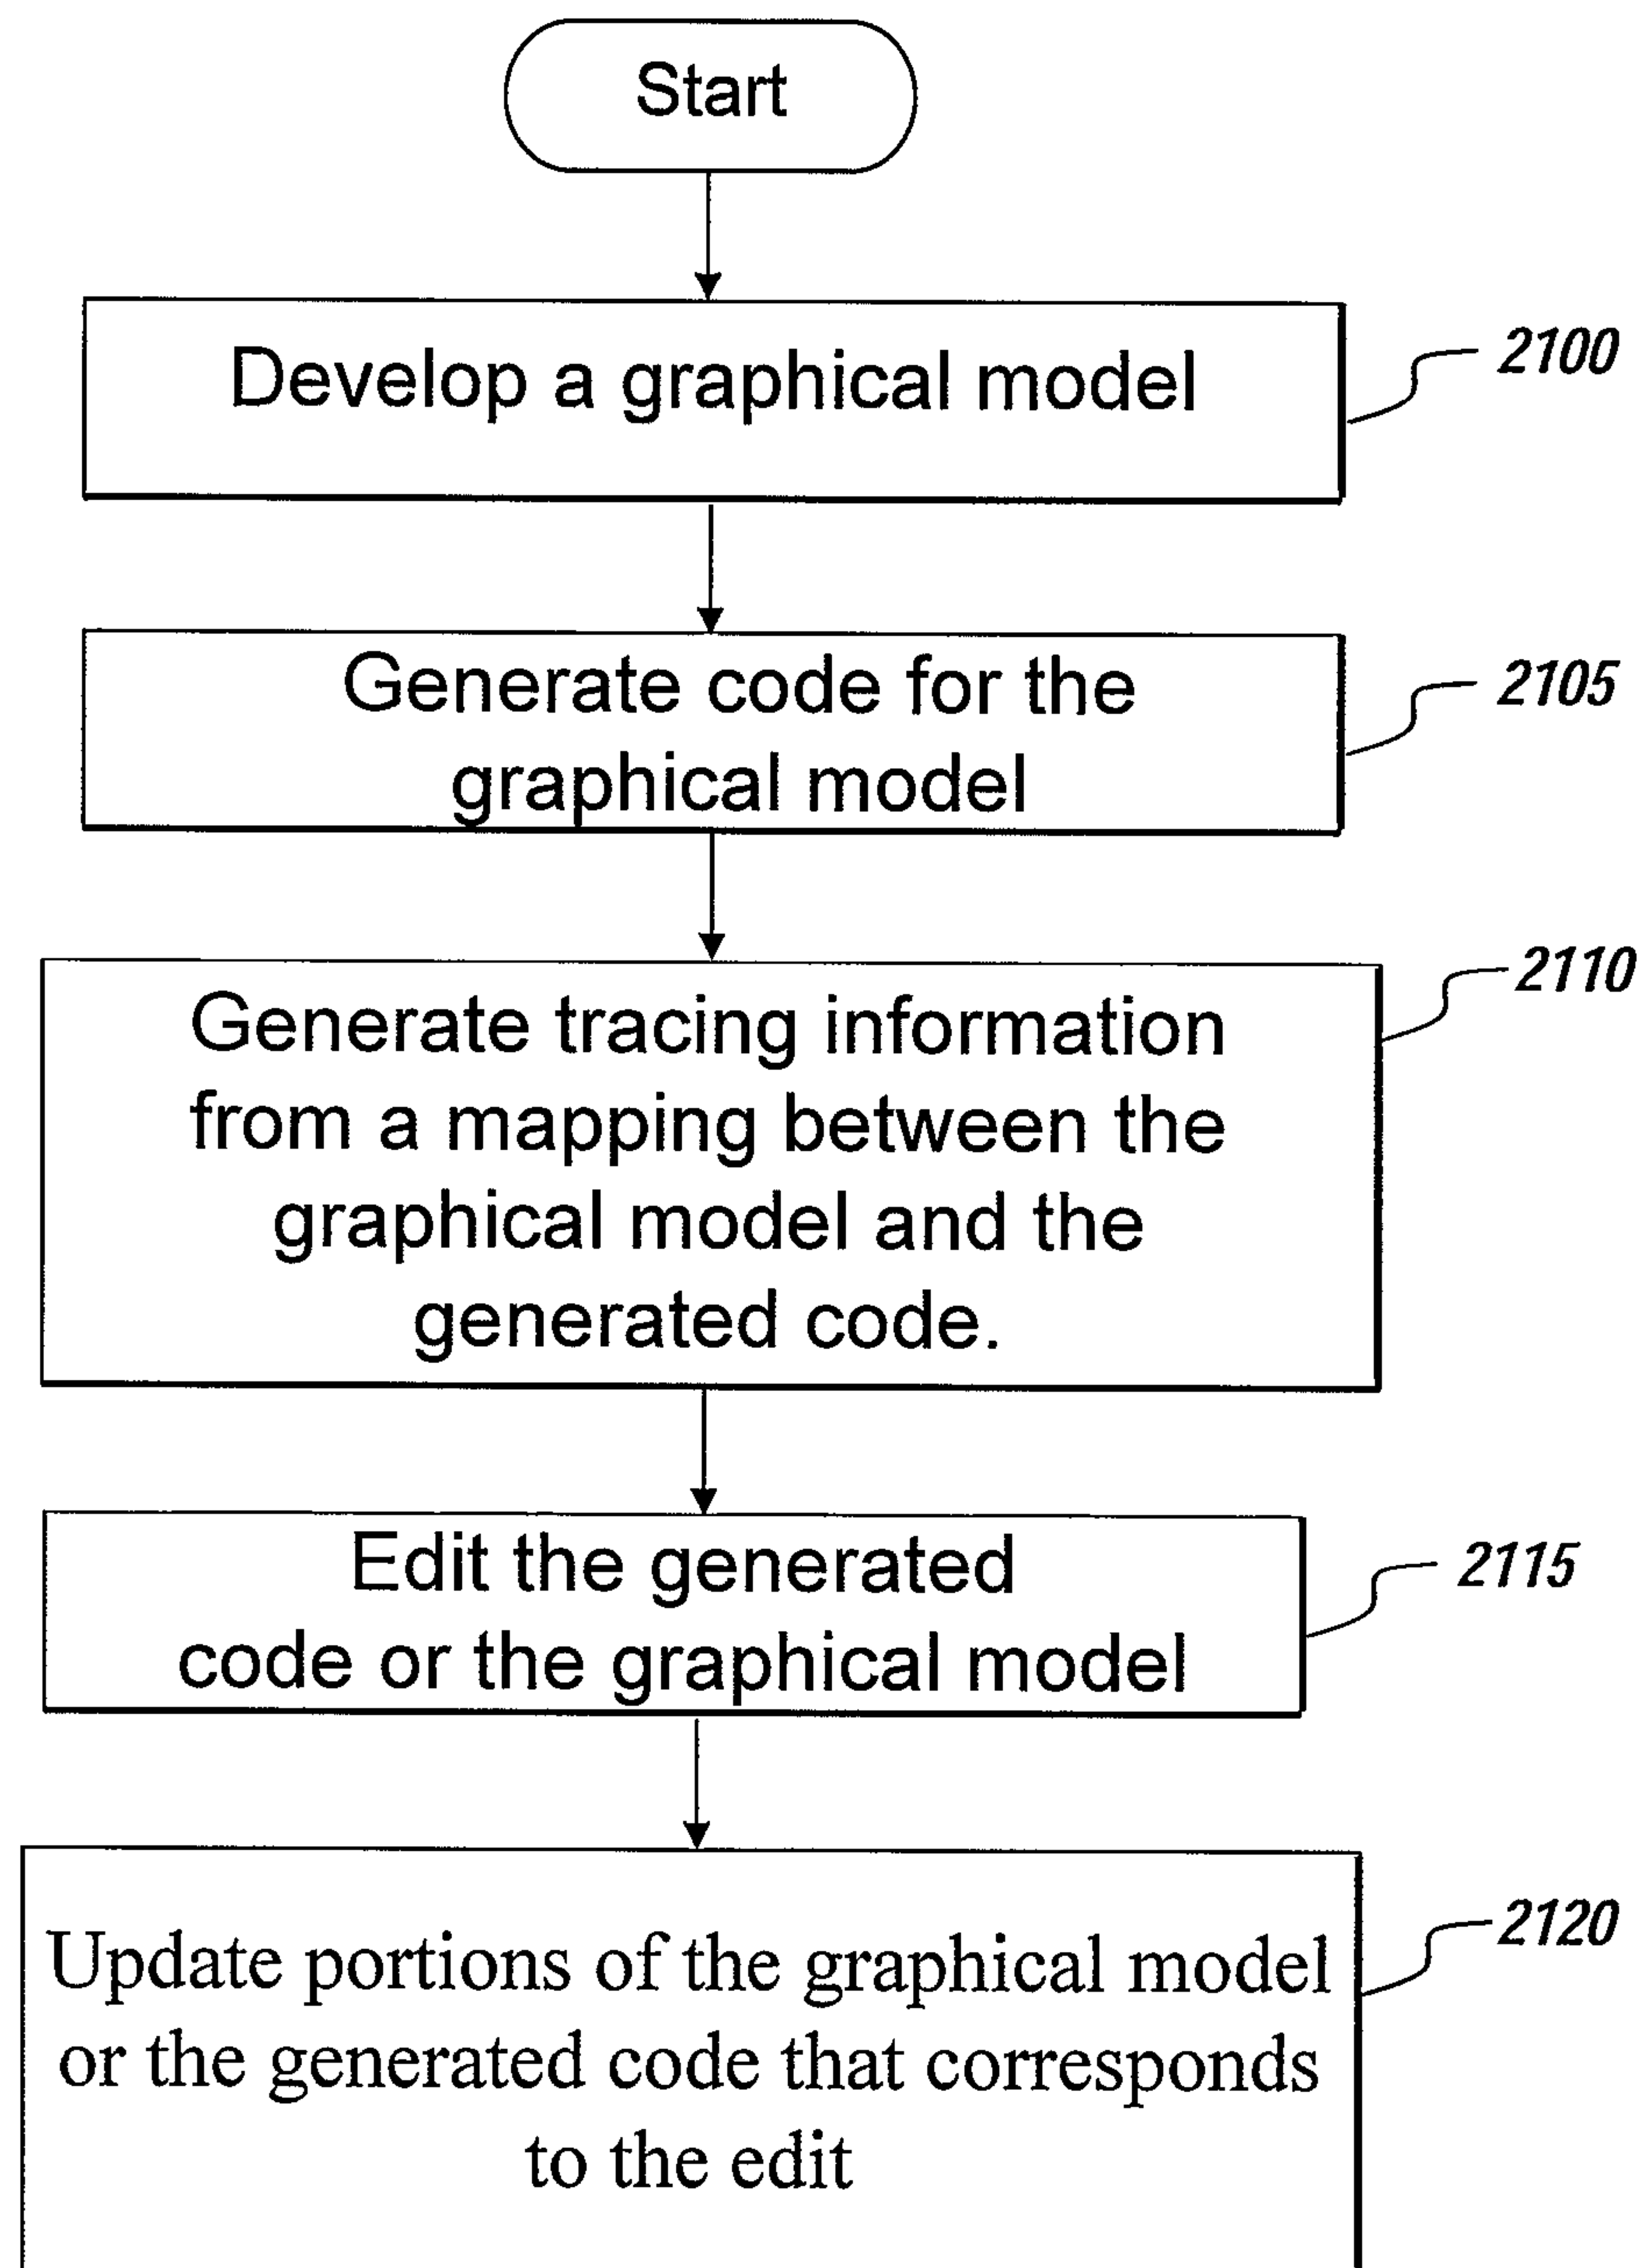 Start
Develop a graphical model
2100
Generate code for the
graphical model
2105
2110
Generate tracing information
from a mapping between the
graphical model and the
generated code.
Edit the generated
code or the graphical model
2115
Update portions of the graphical model
or the generated code that corresponds
to the edit
2120